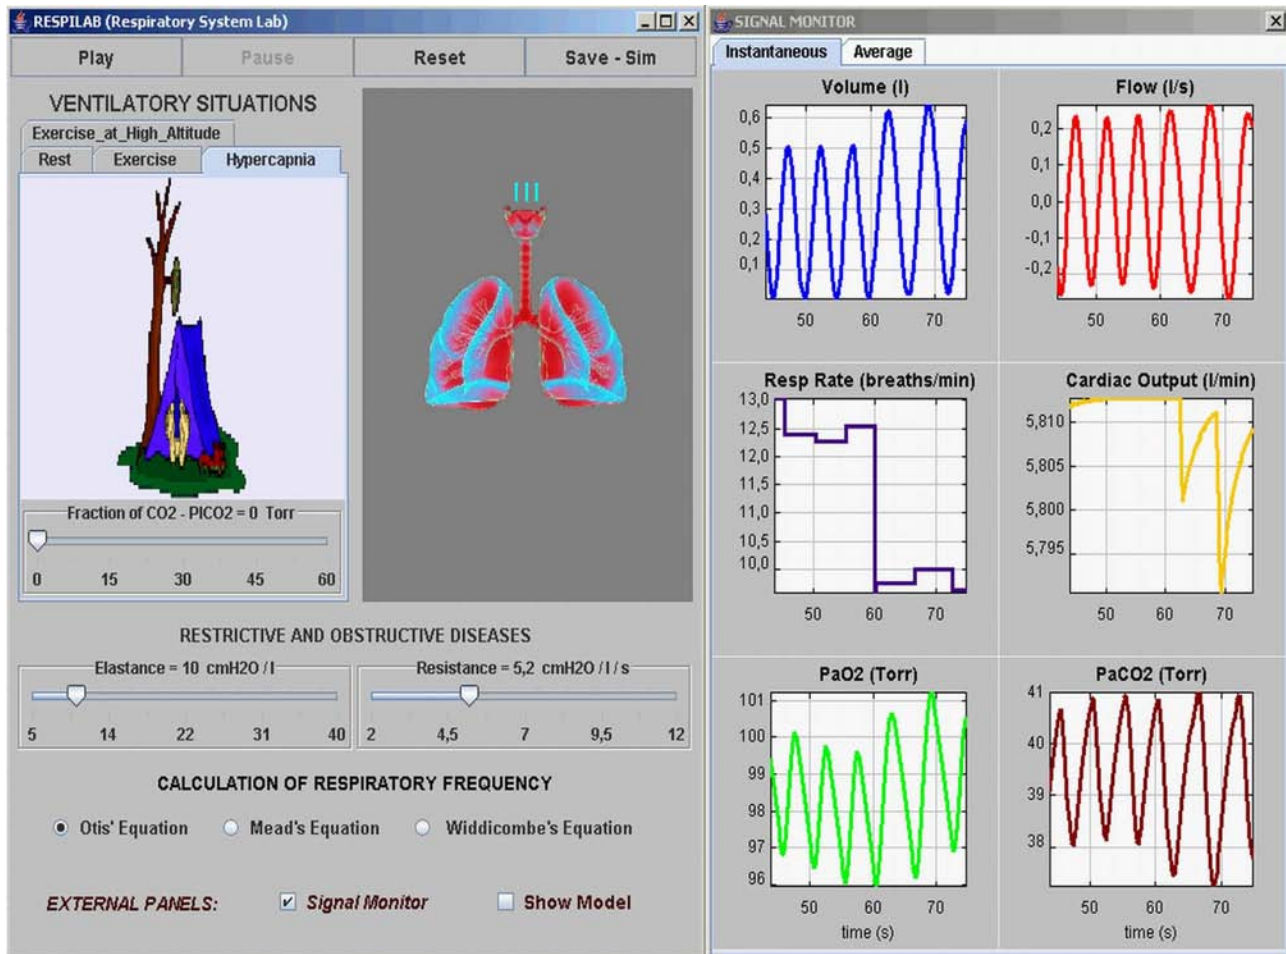 RESPILAB (Respiratory System Lab)
Play Pause Reset Save - Sim
VENTILATORY SITUATIONS
Exercise_at_High_Altitude
Rest Exercise Hypercapnia
Fraction of CO2 - PICO2 = 0 Torr
0 15 30 45 60
RESTRICTIVE AND OBSTRUCTIVE DISEASES
Elastance = 10 cmH2O / l
5 14 22 31 40
Resistance = 5,2 cmH2O / l / s
2 4,5 7 9,5 12
CALCULATION OF RESPIRATORY FREQUENCY
Otis' Equation Mead's Equation Widdicombe's Equation
EXTERNAL PANELS: Signal Monitor Show Model
SIGNAL MONITOR
Instantaneous Average
Volume (l)
0,6
0,5
0,4
0,3
0,2
0,1
50 60 70
Flow (l/s)
0,2
0,1
0,0
-0,1
-0,2
50 60 70
Resp Rate (breaths/min)
13,0
12,5
12,0
11,5
11,0
10,5
10,0
50 60 70
Cardiac Output (l/min)
5,810
5,805
5,800
5,795
50 60 70
PaO2 (Torr)
101
100
99
98
97
96
50 60 70
time (s)
PaCO2 (Torr)
41
40
39
38
50 60 70
time (s)